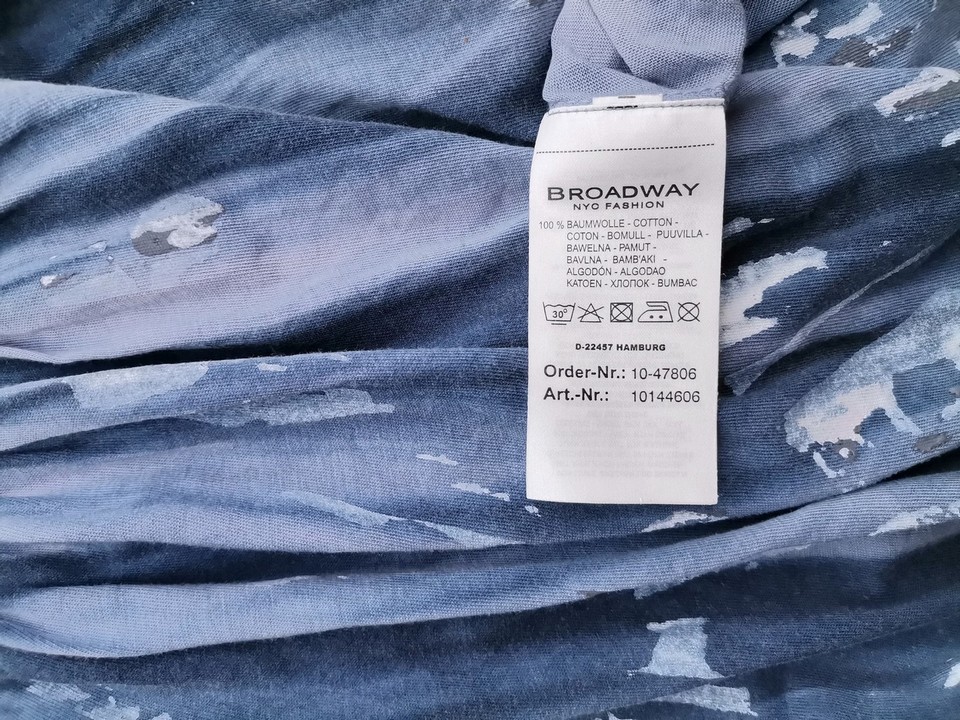 BROADWAY
NYC FASHION
100 % BAUMWOLLE - COTTON -
COTON - BOMULL - PUUVILLA -
BAWELNA - PAMUT -
BAVLNA - BAMB'AKI -
ALGODÓN - ALGODAO
KATOEN - ХЛОПОК - BUMBAC
30°
D-22457 HAMBURG
Order-Nr.: 10-47806
Art.-Nr.: 10144606